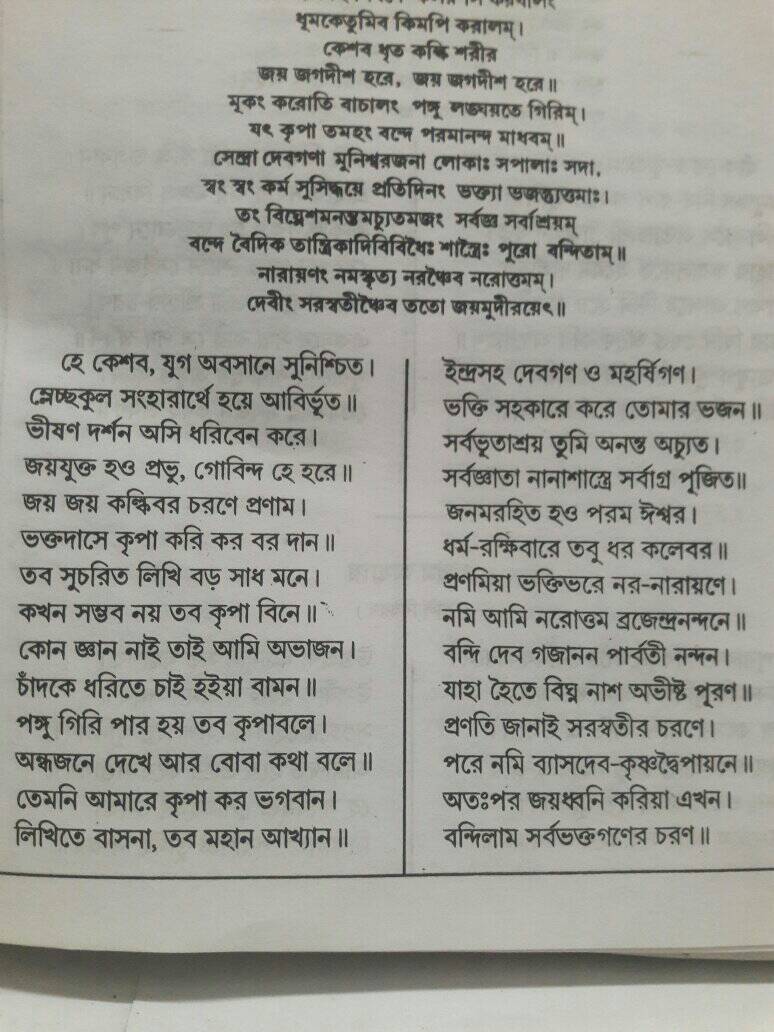 ধূমকেতুমিব কিমপি করালম্।
কেশব ধৃত কল্কি শরীর
জয় জগদীশ হরে, জয় জগদীশ হরে॥
মূকং করোতি বাচালং পঙ্গু লঙ্ঘয়তে গিরিম্।
যৎ কৃপা তমহং বন্দে পরমানন্দ মাধবম্॥
সেন্দ্রা দেবগণা মুনিশ্বরজনা লোকাঃ সপালাঃ সদা,
স্বং স্বং কর্ম সুসিদ্ধয়ে প্রতিদিনং ভক্ত্যা ভজন্ত্যুত্তমাঃ।
তং বিঘ্নেশমনন্তমচ্যুতমজং সর্বজ্ঞ সর্বাশ্রয়ম্
বন্দে বৈদিক তান্ত্রিকাদিবিবিধৈঃ শাস্ত্রৈঃ পুরো বন্দিতাম্॥
নারায়ণং নমস্কৃত্য নরঞ্চৈব নরোত্তমম্।
দেবীং সরস্বতীঞ্চৈব ততো জয়মুদীরয়েৎ॥
হে কেশব, যুগ অবসানে সুনিশ্চিত।
ম্লেচ্ছকুল সংহারার্থে হয়ে আবির্ভূত॥
ভীষণ দর্শন অসি ধরিবেন করে।
জয়যুক্ত হও প্রভু, গোবিন্দ হে হরে॥
জয় জয় কল্কিবর চরণে প্রণাম।
ভক্তদাসে কৃপা করি কর বর দান॥
তব সুচরিত লিখি বড় সাধ মনে।
কখন সম্ভব নয় তব কৃপা বিনে॥
কোন জ্ঞান নাই তাই আমি অভাজন।
চাঁদকে ধরিতে চাই হইয়া বামন॥
পঙ্গু গিরি পার হয় তব কৃপাবলে।
অন্ধজনে দেখে আর বোবা কথা বলে॥
তেমনি আমারে কৃপা কর ভগবান।
লিখিতে বাসনা, তব মহান আখ্যান॥
ইন্দ্রসহ দেবগণ ও মহর্ষিগণ।
ভক্তি সহকারে করে তোমার ভজন॥
সর্বভূতাশ্রয় তুমি অনন্ত অচ্যুত।
সর্বজ্ঞাতা নানাশাস্ত্রে সর্বাগ্র পূজিত॥
জনমরহিত হও পরম ঈশ্বর।
ধর্ম-রক্ষিবারে তবু ধর কলেবর॥
প্রণমিয়া ভক্তিভরে নর-নারায়ণে।
নমি আমি নরোত্তম ব্রজেন্দ্রনন্দনে॥
বন্দি দেব গজানন পার্বতী নন্দন।
যাহা হৈতে বিঘ্ন নাশ অভীষ্ট পূরণ॥
প্রণতি জানাই সরস্বতীর চরণে।
পরে নমি ব্যাসদেব-কৃষ্ণদ্বৈপায়নে॥
অতঃপর জয়ধ্বনি করিয়া এখন।
বন্দিলাম সর্বভক্তগণের চরণ॥